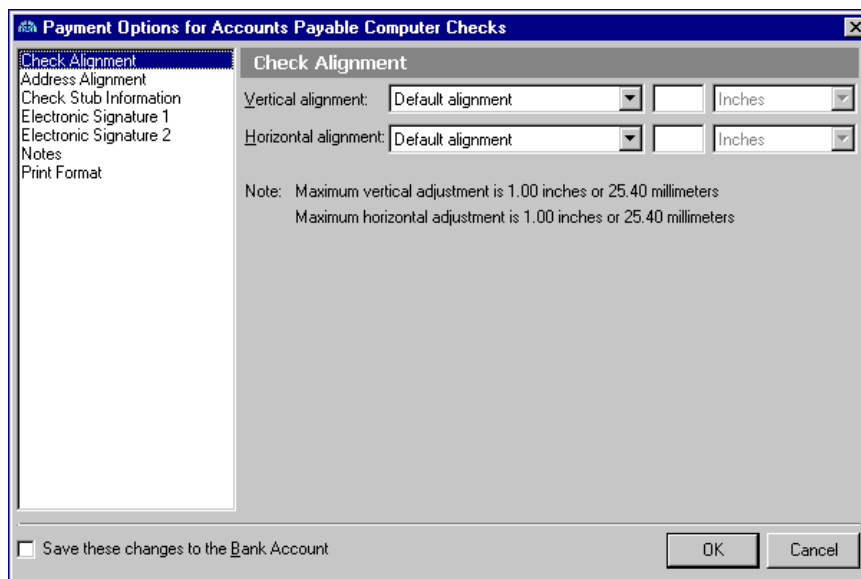 Payment Options for Accounts Payable Computer Checks
Check Alignment
Address Alignment
Check Stub Information
Electronic Signature 1
Electronic Signature 2
Notes
Print Format
Check Alignment
Vertical alignment: Default alignment Inches
Horizontal alignment: Default alignment Inches
Note: Maximum vertical adjustment is 1.00 inches or 25.40 millimeters
Maximum horizontal adjustment is 1.00 inches or 25.40 millimeters
Save these changes to the Bank Account OK Cancel